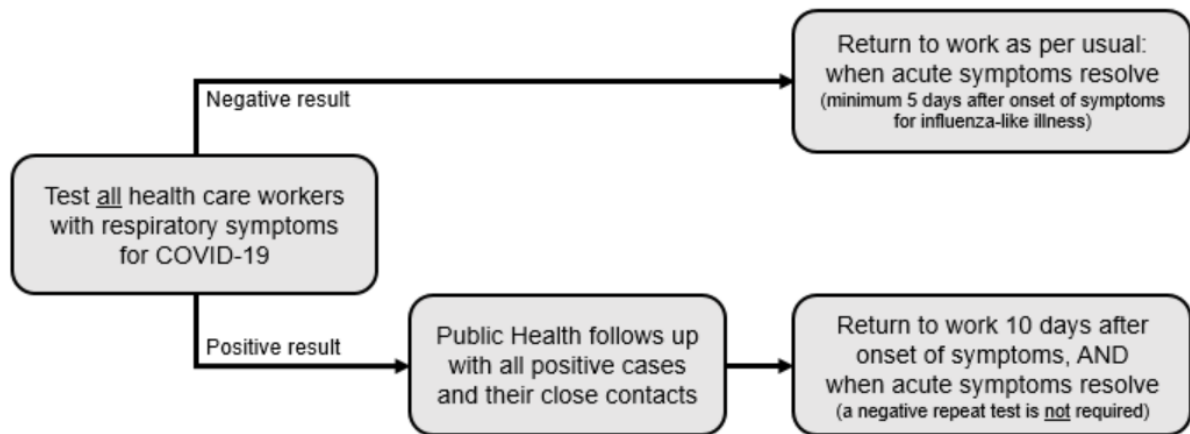 Return to work as per usual:
when acute symptoms resolve
(minimum 5 days after onset of symptoms
for influenza-like illness)
Negative result
Test all health care workers
with respiratory symptoms
for COVID-19
Positive result
Public Health follows up
with all positive cases
and their close contacts
Return to work 10 days after
onset of symptoms, AND
when acute symptoms resolve
(a negative repeat test is not required)